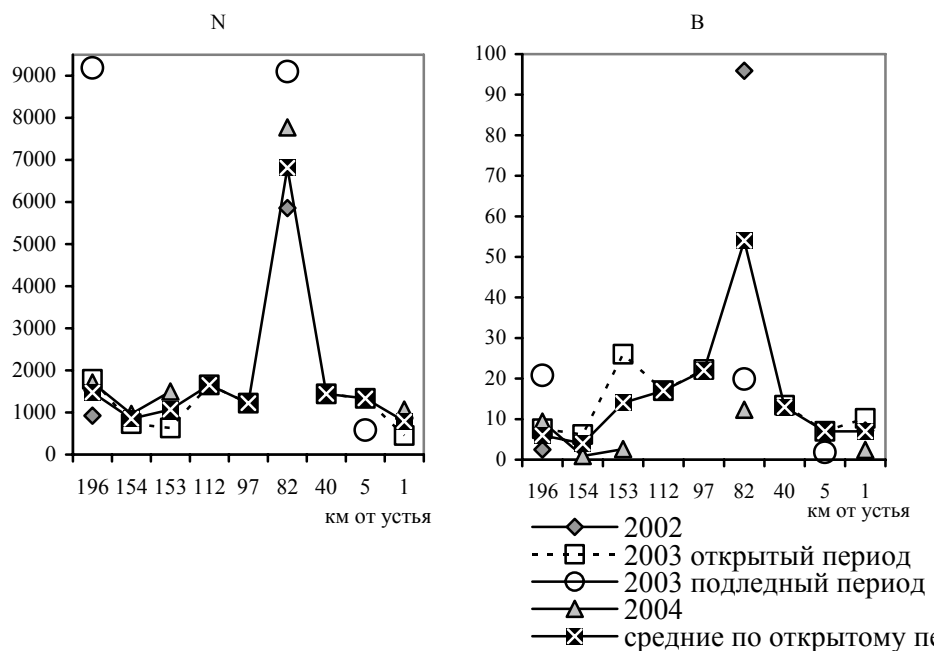 N
B
9000
8000
7000
6000
5000
4000
3000
2000
1000
0
196 154 153 112 97 82 40 5 1
км от устья
100
90
80
70
60
50
40
30
20
10
0
196 154 153 112 97 82 40 5 1
км от устья
2002
2003 открытый период
2003 подледный период
2004
средние по открытому пе